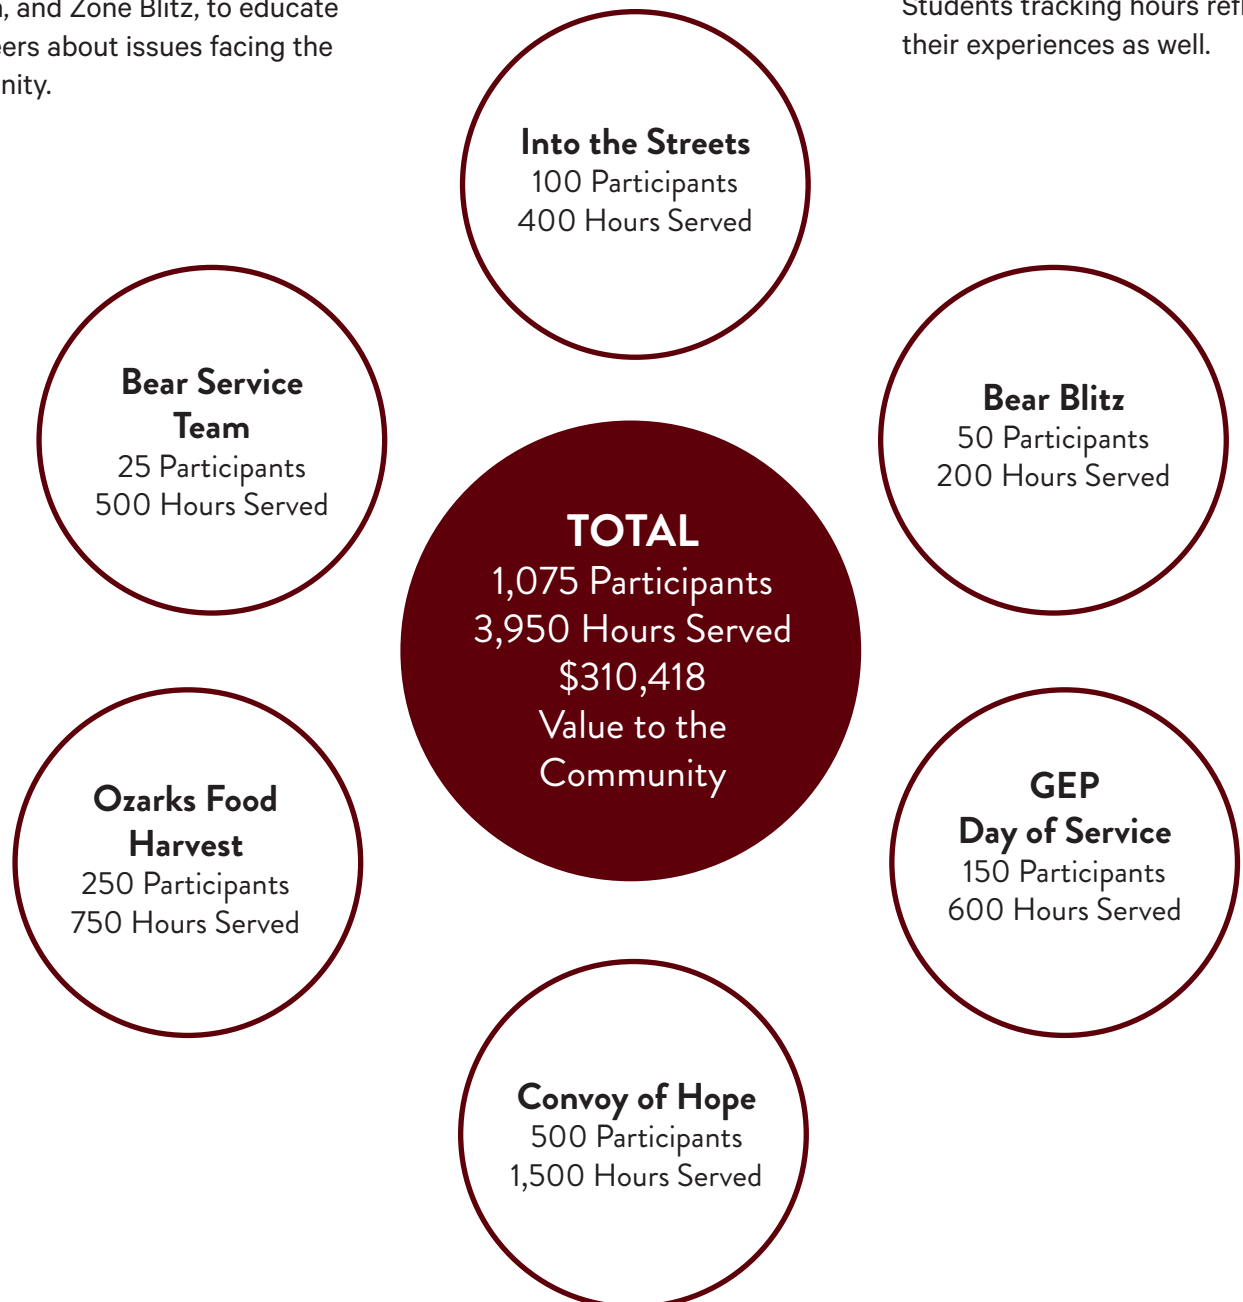 and Zone Blitz, to educate
about issues facing the
Students tracking hours
their experiences as well.
Into the Streets
100 Participants
400 Hours Served
Bear Service
Team
25 Participants
500 Hours Served
Bear Blitz
50 Participants
200 Hours Served
TOTAL
1,075 Participants
3,950 Hours Served
$310,418
Value to the
Community
Ozarks Food
Harvest
250 Participants
750 Hours Served
GEP
Day of Service
150 Participants
600 Hours Served
Convoy of Hope
500 Participants
1,500 Hours Served